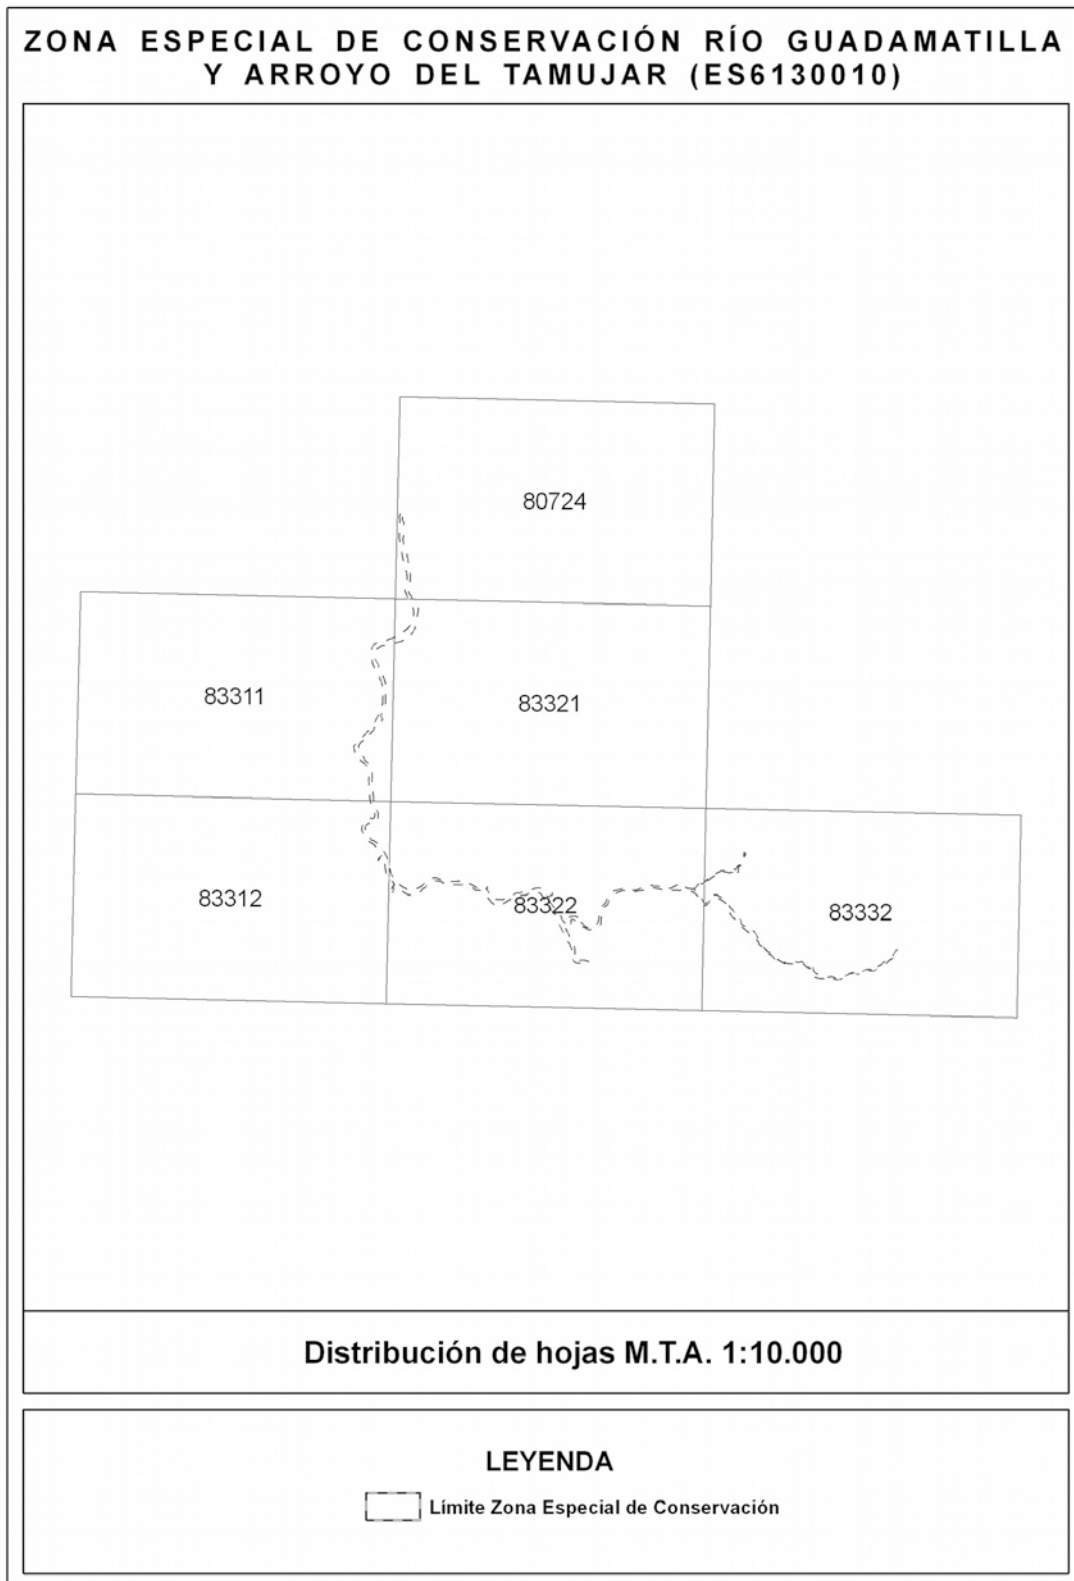 ZONA ESPECIAL DE CONSERVACIÓN RÍO GUADAMATILLA
Y ARROYO DEL TAMUJAR (ES6130010)
80724
83311
83321
83312
83322
83332
Distribución de hojas M.T.A. 1:10.000
LEYENDA
Límite Zona Especial de Conservación